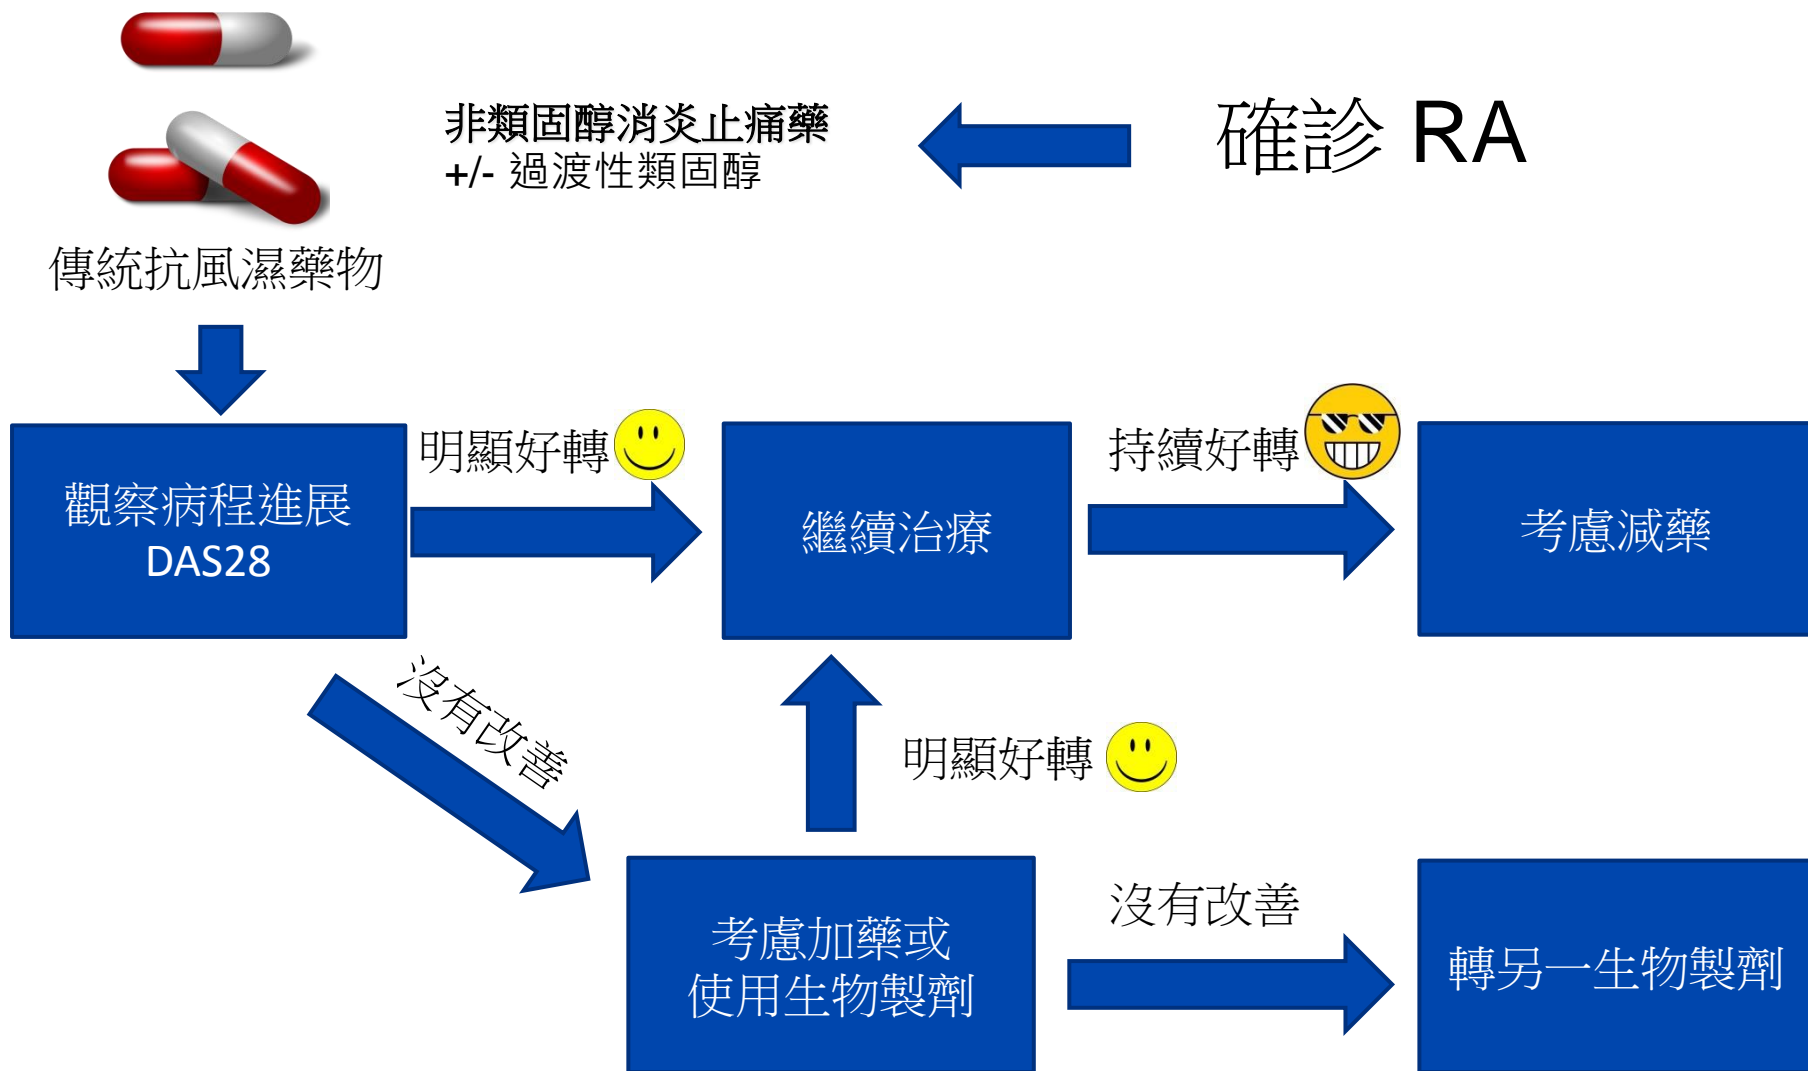 確診 RA
非類固醇消炎止痛藥
+/- 過渡性類固醇
傳統抗風濕藥物
觀察病程進展
DAS28
明顯好轉
繼續治療
持續好轉
考慮減藥
沒有改善
明顯好轉
考慮加藥或
使用生物製劑
沒有改善
轉另一生物製劑